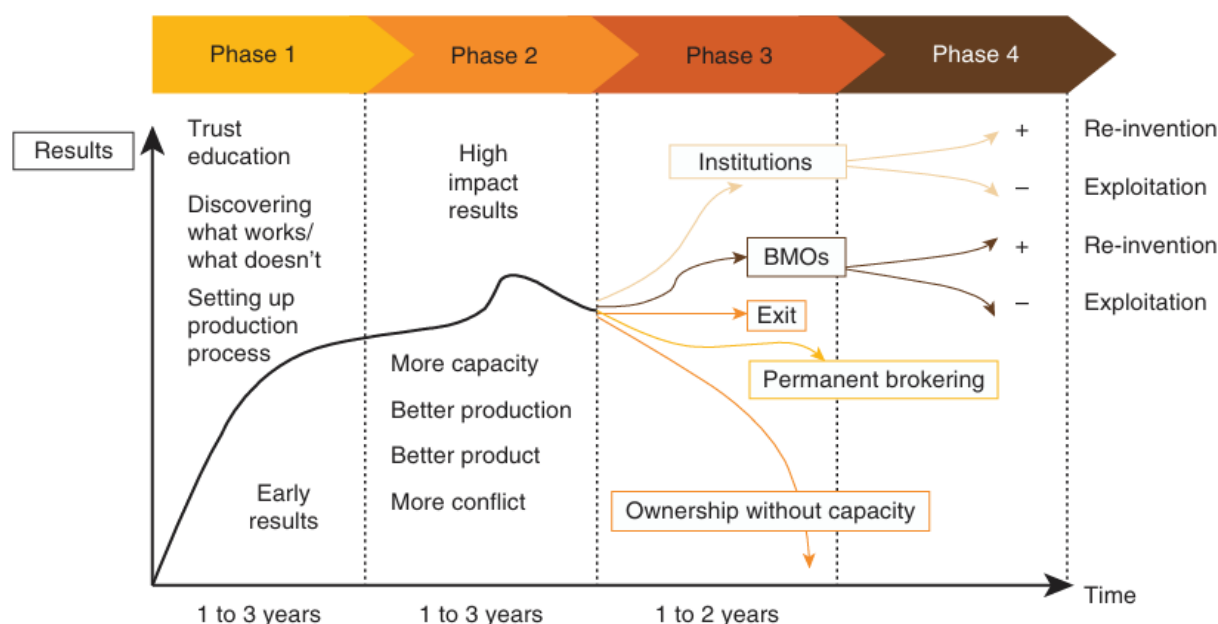 Phase 1
Phase 2
Phase 3
Phase 4
Results
Trust
education
Discovering
what works/
what doesn't
Setting up
production
process
Early
results
High
impact
results
More capacity
Better production
Better product
More conflict
Institutions
BMOs
Exit
Permanent brokering
Ownership without capacity
+
Re-invention
–
Exploitation
+
Re-invention
–
Exploitation
Time
1 to 3 years
1 to 3 years
1 to 2 years